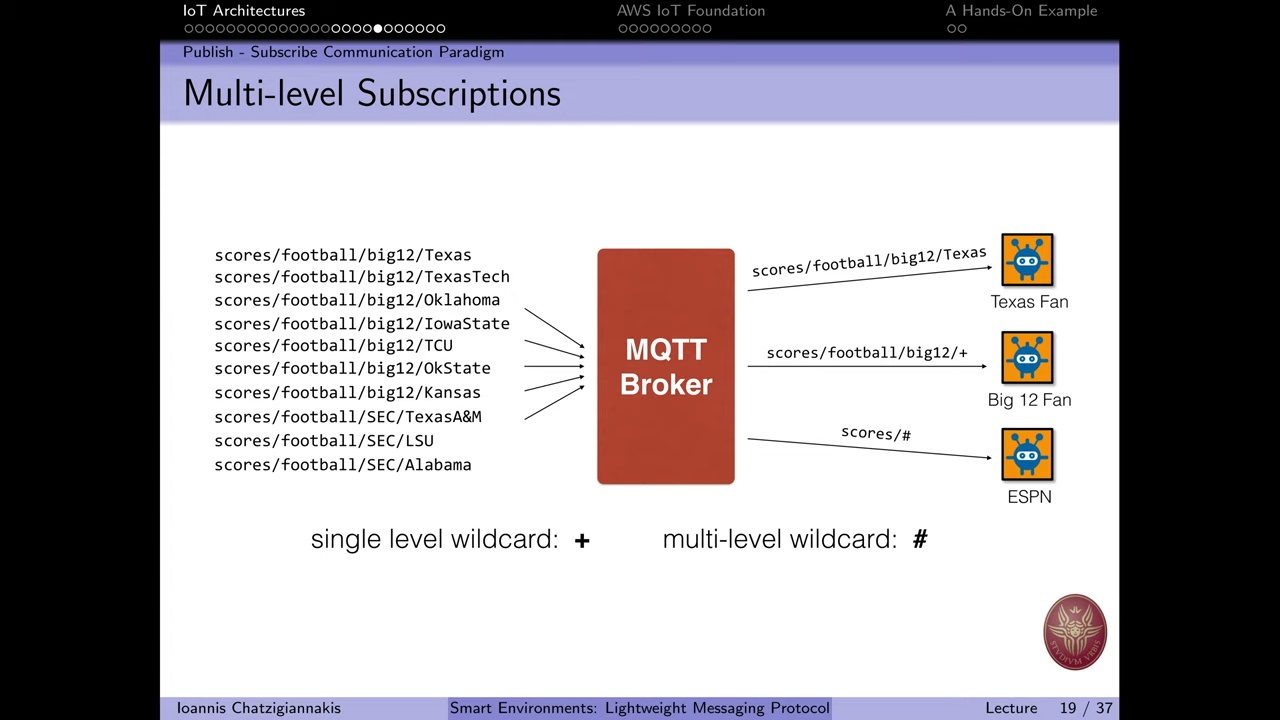 IoT Architectures
AWS IoT Foundation
A Hands-On Example
Publish - Subscribe Communication Paradigm
Multi-level Subscriptions
scores/football/big12/Texas
scores/football/big12/TexasTech
scores/football/big12/Oklahoma
scores/football/big12/IowaState
scores/football/big12/TCU
scores/football/big12/OkState
scores/football/big12/Kansas
scores/football/SEC/TexasA&M
scores/football/SEC/LSU
scores/football/SEC/Alabama
MQTT
Broker
scores/football/big12/Texas
Texas Fan
scores/football/big12/+
Big 12 Fan
scores/#
ESPN
single level wildcard: +
multi-level wildcard: #
STVDIVM VRBIS
Ioannis Chatzigiannakis
Smart Environments: Lightweight Messaging Protocol
Lecture 19 / 37